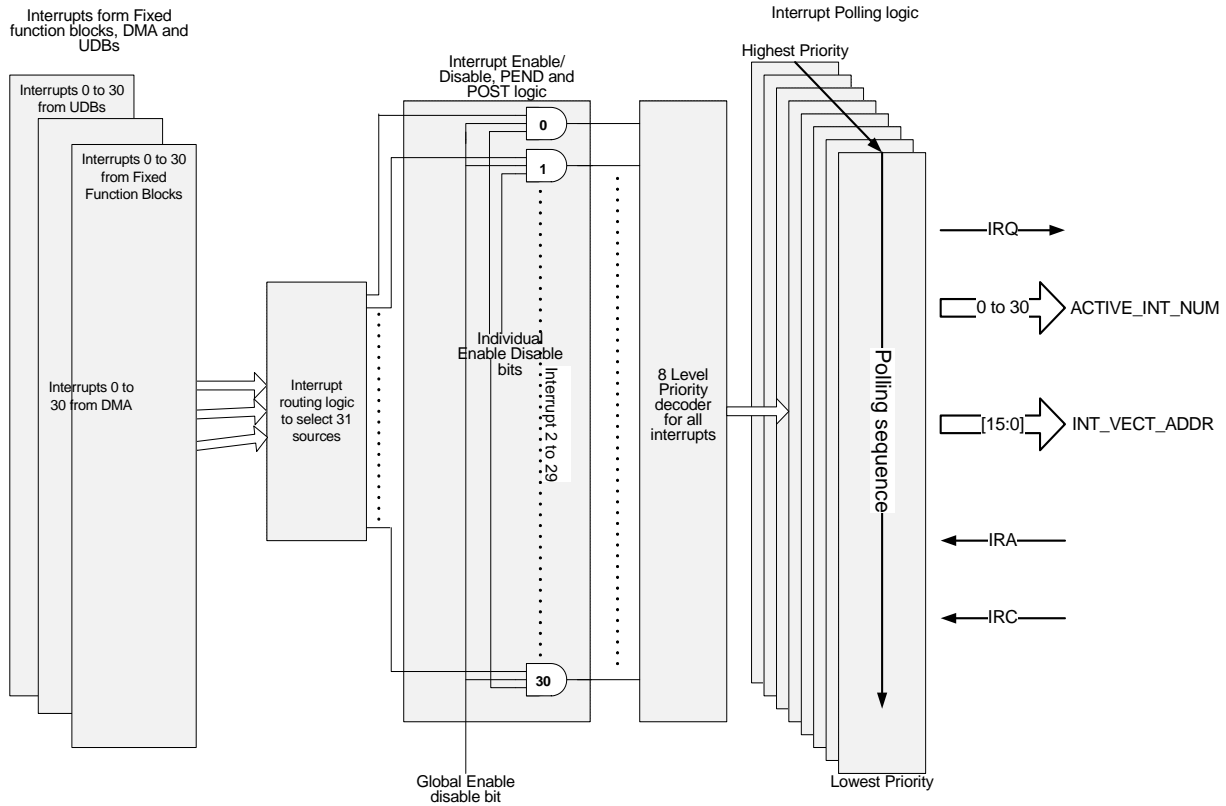 Interrupts form Fixed
function blocks, DMA and
UDBs
Interrupts 0 to 30
from UDBs
Interrupts 0 to 30
from Fixed
Function Blocks
Interrupts 0 to
30 from DMA
Interrupt
routing logic
to select 31
sources
Interrupt Enable/
Disable, PEND and
POST logic
0
1
Individual
Enable Disable
bits
Interrupt 2 to 29
30
Global Enable
disable bit
8 Level
Priority
decoder
for all
interrupts
Interrupt Polling logic
Highest Priority
Polling sequence
Lowest Priority
IRQ
0 to 30
ACTIVE_INT_NUM
[15:0]
INT_VECT_ADDR
IRA
IRC